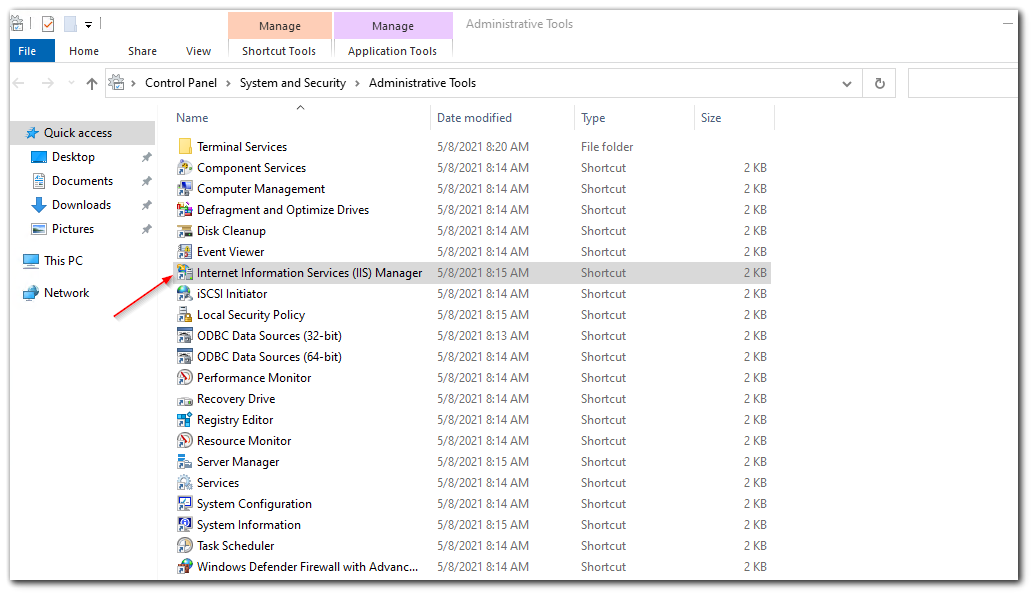 Manage Manage Administrative Tools
File Home Share View Shortcut Tools Application Tools
Control Panel System and Security Administrative Tools
Name Date modified Type Size
Quick access
Desktop
Documents
Downloads
Pictures
This PC
Network
Terminal Services 5/8/2021 8:20 AM File folder
Component Services 5/8/2021 8:14 AM Shortcut 2 KB
Computer Management 5/8/2021 8:14 AM Shortcut 2 KB
Defragment and Optimize Drives 5/8/2021 8:14 AM Shortcut 2 KB
Disk Cleanup 5/8/2021 8:14 AM Shortcut 2 KB
Event Viewer 5/8/2021 8:14 AM Shortcut 2 KB
Internet Information Services (IIS) Manager 5/8/2021 8:15 AM Shortcut 2 KB
iSCSI Initiator 5/8/2021 8:14 AM Shortcut 2 KB
Local Security Policy 5/8/2021 8:15 AM Shortcut 2 KB
ODBC Data Sources (32-bit) 5/8/2021 8:13 AM Shortcut 2 KB
ODBC Data Sources (64-bit) 5/8/2021 8:14 AM Shortcut 2 KB
Performance Monitor 5/8/2021 8:14 AM Shortcut 2 KB
Recovery Drive 5/8/2021 8:14 AM Shortcut 2 KB
Registry Editor 5/8/2021 8:14 AM Shortcut 2 KB
Resource Monitor 5/8/2021 8:14 AM Shortcut 2 KB
Server Manager 5/8/2021 8:15 AM Shortcut 2 KB
Services 5/8/2021 8:14 AM Shortcut 2 KB
System Configuration 5/8/2021 8:14 AM Shortcut 2 KB
System Information 5/8/2021 8:15 AM Shortcut 2 KB
Task Scheduler 5/8/2021 8:14 AM Shortcut 2 KB
Windows Defender Firewall with Advanc... 5/8/2021 8:14 AM Shortcut 2 KB